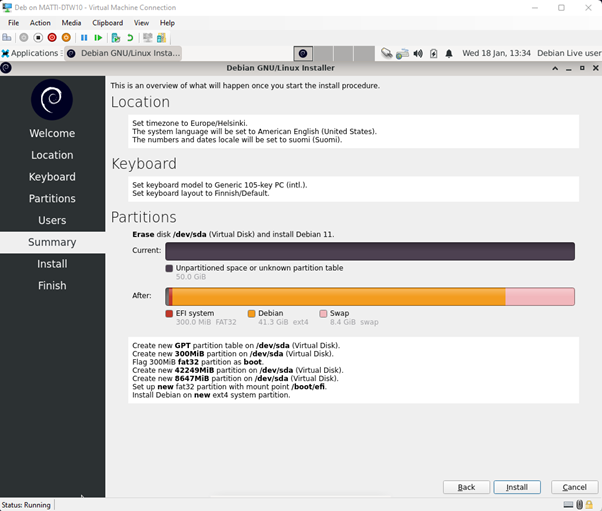 Deb on MATTI-DTW10 - Virtual Machine Connection
File Action Media Clipboard View Help
Applications Debian GNU/Linux Insta... Wed 18 Jan, 13:34 Debian Live user
Debian GNU/Linux Installer
Welcome
Location
Keyboard
Partitions
Users
Summary
Install
Finish
This is an overview of what will happen once you start the install procedure.
Location
Set timezone to Europe/Helsinki.
The system language will be set to American English (United States).
The numbers and dates locale will be set to suomi (Suomi).
Keyboard
Set keyboard model to Generic 105-key PC (intl.).
Set keyboard layout to Finnish/Default.
Partitions
Erase disk /dev/sda (Virtual Disk) and install Debian 11.
Current:
Unpartitioned space or unknown partition table
50.0 GiB
After:
EFI system Debian Swap
300.0 MiB FAT32 41.3 GiB ext4 8.4 GiB swap
Create new GPT partition table on /dev/sda (Virtual Disk).
Create new 300MiB partition on /dev/sda (Virtual Disk).
Flag 300MiB fat32 partition as boot.
Create new 42249MiB partition on /dev/sda (Virtual Disk).
Create new 8647MiB partition on /dev/sda (Virtual Disk).
Set up new fat32 partition with mount point /boot/efi.
Install Debian on new ext4 system partition.
Back Install Cancel
Status: Running